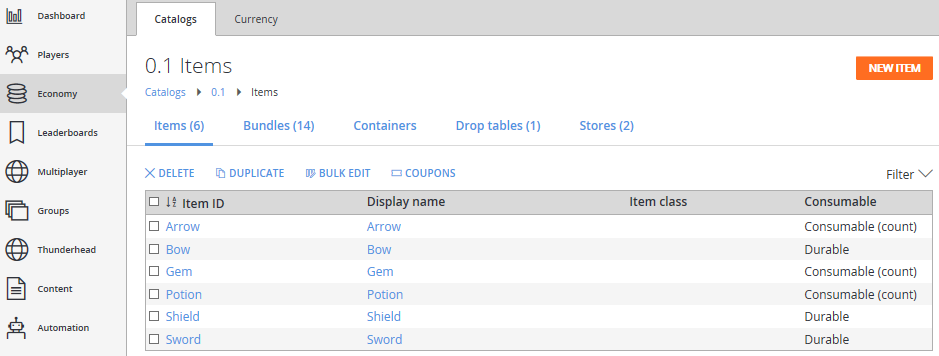 Dashboard
Players
Economy
Leaderboards
Multiplayer
Groups
Thunderhead
Content
Automation
Catalogs Currency
0.1 Items
NEW ITEM
Catalogs 0.1 Items
Items (6) Bundles (14) Containers Drop tables (1) Stores (2)
DELETE DUPLICATE BULK EDIT COUPONS Filter
Item ID Display name Item class Consumable
Arrow Arrow Consumable (count)
Bow Bow Durable
Gem Gem Consumable (count)
Potion Potion Consumable (count)
Shield Shield Durable
Sword Sword Durable